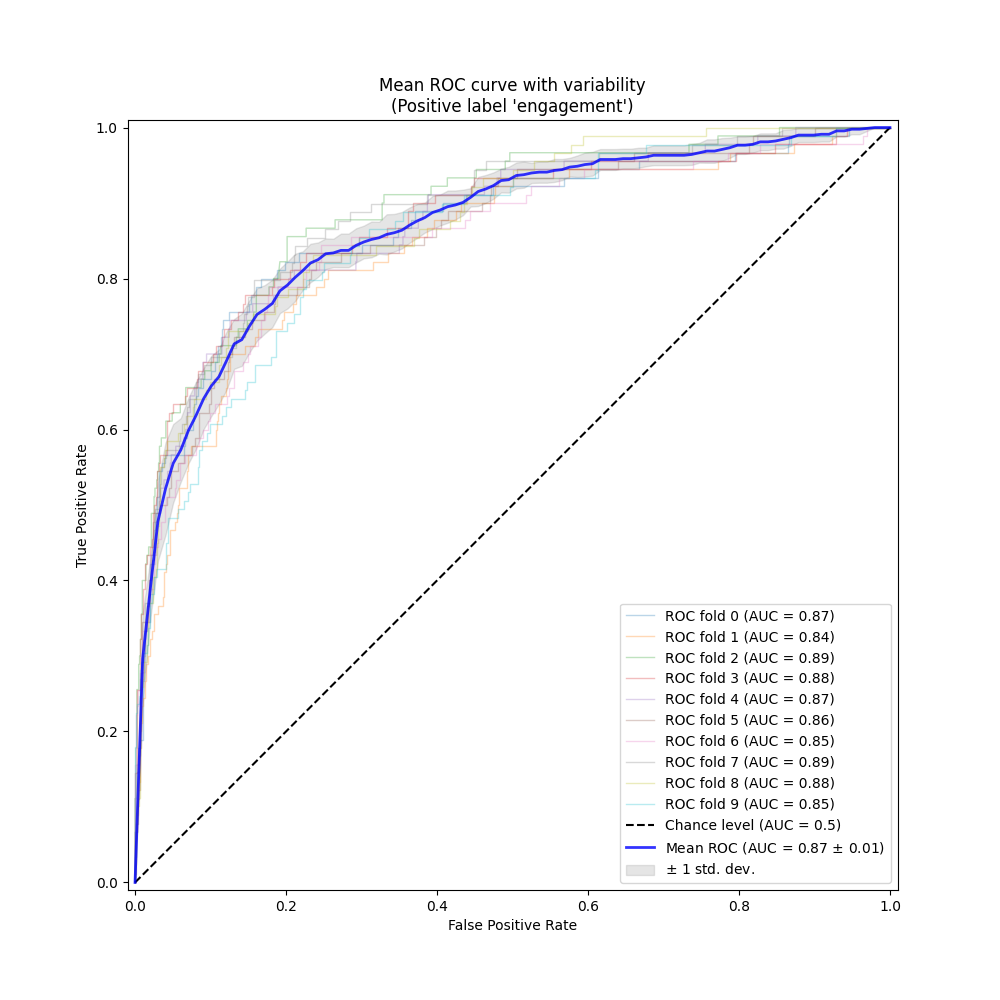 Mean ROC curve with variability
(Positive label 'engagement')
True Positive Rate
1.0
0.8
0.6
0.4
0.2
0.0
0.0 0.2 0.4 0.6 0.8 1.0
False Positive Rate
ROC fold 0 (AUC = 0.87)
ROC fold 1 (AUC = 0.84)
ROC fold 2 (AUC = 0.89)
ROC fold 3 (AUC = 0.88)
ROC fold 4 (AUC = 0.87)
ROC fold 5 (AUC = 0.86)
ROC fold 6 (AUC = 0.85)
ROC fold 7 (AUC = 0.89)
ROC fold 8 (AUC = 0.88)
ROC fold 9 (AUC = 0.85)
Chance level (AUC = 0.5)
Mean ROC (AUC = 0.87 ± 0.01)
± 1 std. dev.